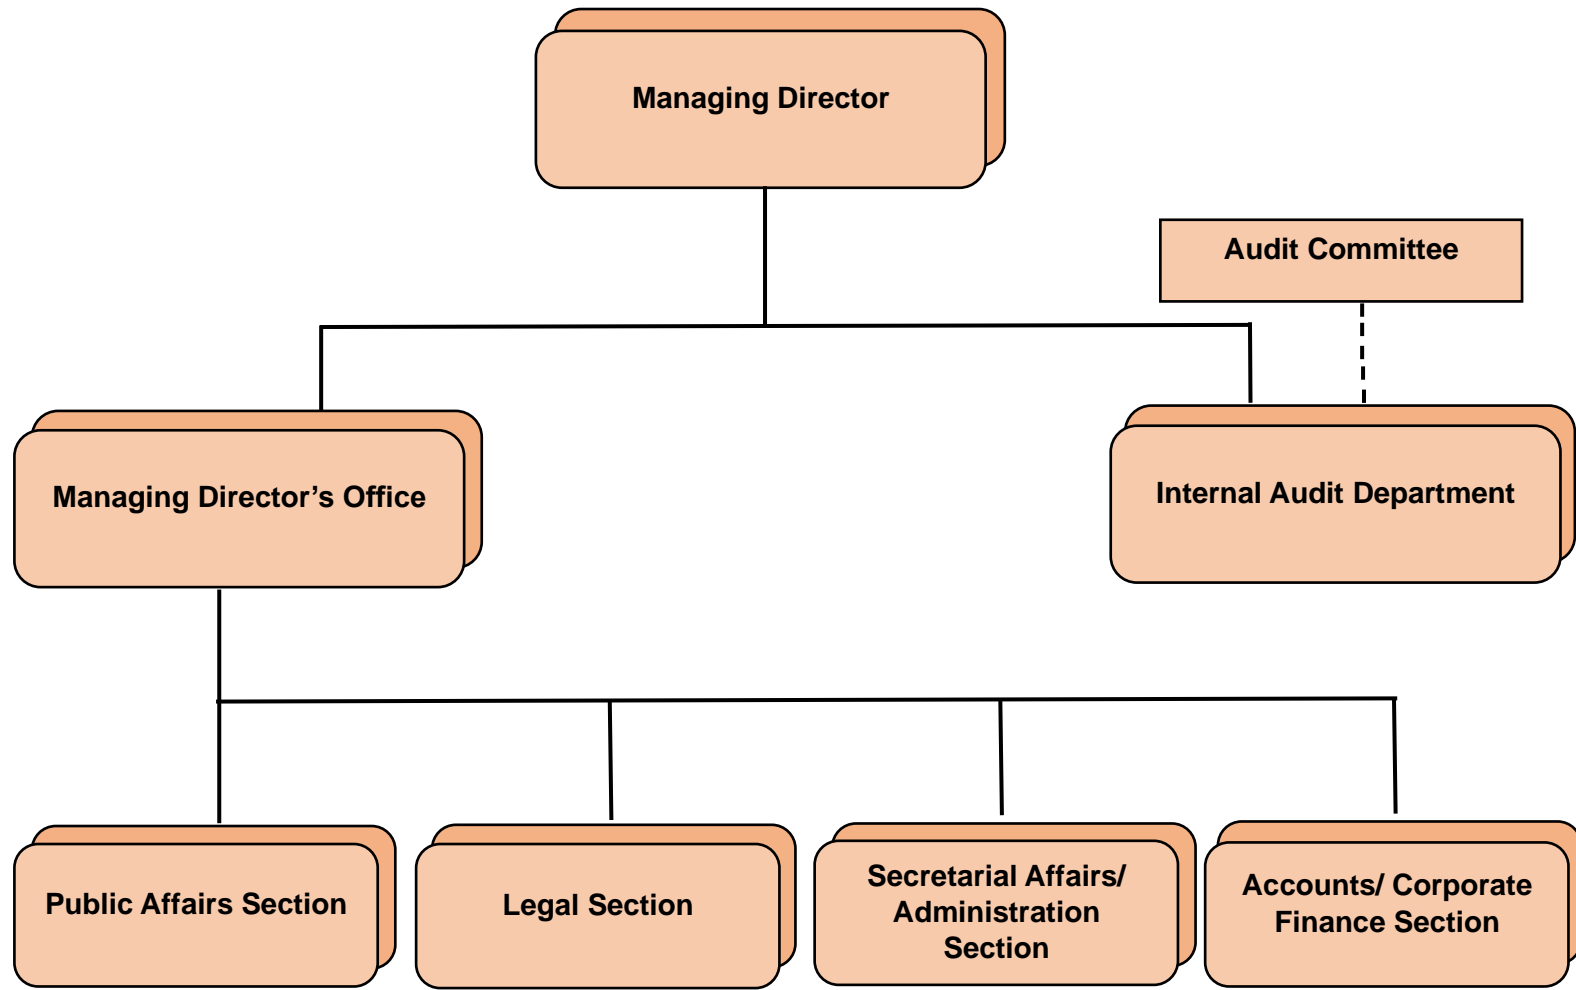 Managing Director
Audit Committee
Managing Director’s Office
Internal Audit Department
Public Affairs Section
Legal Section
Secretarial Affairs/
Administration
Section
Accounts/ Corporate
Finance Section